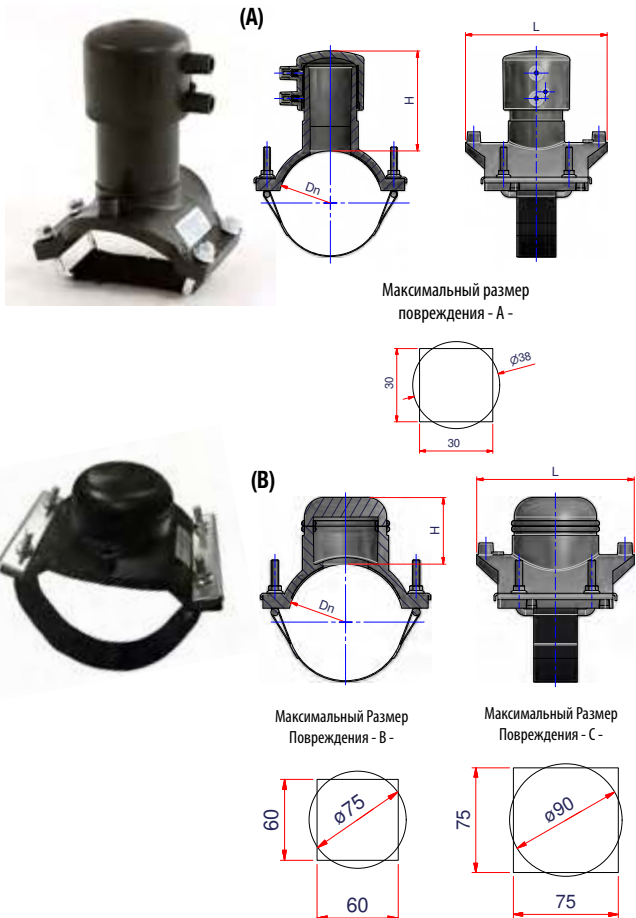 (A)
L
H
Dn
Максимальный размер
повреждения - А -
Ø38
30
30
(B)
L
H
Dn
Максимальный Размер
Повреждения - В -
Максимальный Размер
Повреждения - С -
60
ø75
60
75
ø90
75